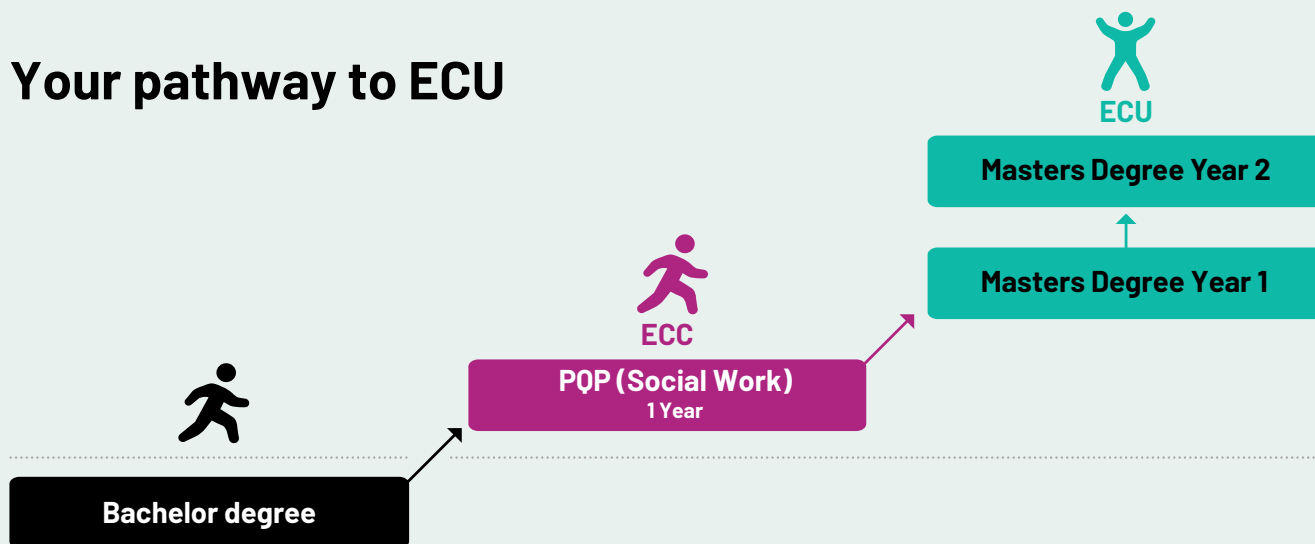 Your pathway to ECU
ECU
Masters Degree Year 2
Masters Degree Year 1
ECC
PQP (Social Work)
1 Year
Bachelor degree